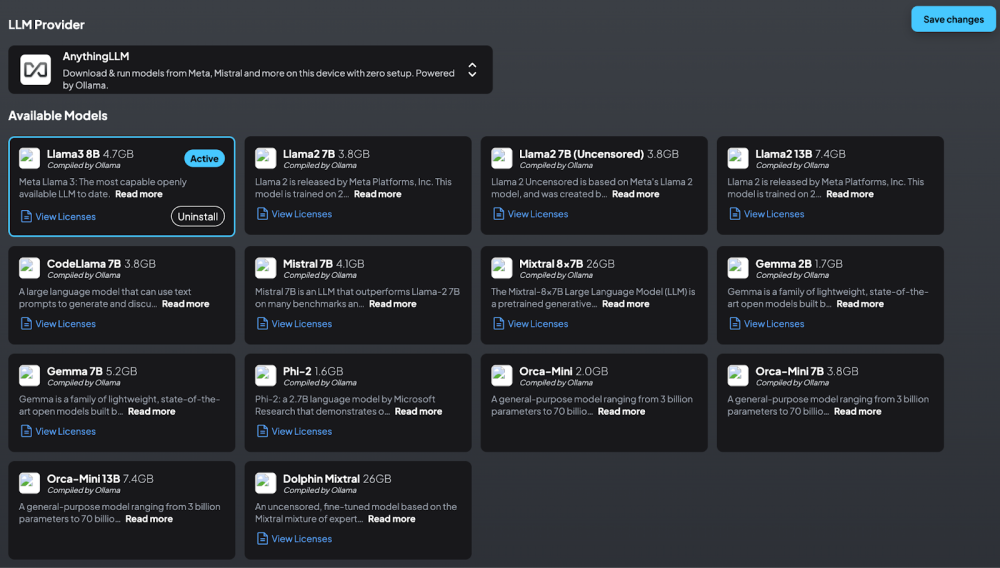 LLM Provider
Save changes
AnythingLLM
Download & run models from Meta, Mistral and more on this device with zero setup. Powered
by Ollama.
Available Models
Llama3 8B 4.7GB
Compiled by Ollama
Active
Meta Llama 3: The most capable openly
available LLM to date. Read more
View Licenses
Uninstall
Llama2 7B 3.8GB
Compiled by Ollama
Llama 2 is released by Meta Platforms, Inc. This
model is trained on 2... Read more
View Licenses
Llama2 7B (Uncensored) 3.8GB
Compiled by Ollama
Llama 2 Uncensored is based on Meta's Llama 2
model, and was created b... Read more
View Licenses
Llama2 13B 7.4GB
Compiled by Ollama
Llama 2 is released by Meta Platforms, Inc. This
model is trained on 2... Read more
View Licenses
CodeLlama 7B 3.8GB
Compiled by Ollama
A large language model that can use text
prompts to generate and discu... Read more
View Licenses
Mistral 7B 4.1GB
Compiled by Ollama
Mistral 7B is an LLM that outperforms Llama-2 7B
on many benchmarks an... Read more
View Licenses
Mixtral 8x7B 26GB
Compiled by Ollama
The Mixtral-8x7B Large Language Model (LLM) is
a pretrained generative... Read more
View Licenses
Gemma 2B 1.7GB
Compiled by Ollama
Gemma is a family of lightweight, state-of-the-
art open models built b... Read more
View Licenses
Gemma 7B 5.2GB
Compiled by Ollama
Gemma is a family of lightweight, state-of-the-
art open models built b... Read more
View Licenses
Phi-2 1.6GB
Compiled by Ollama
Phi-2: a 2.7B language model by Microsoft
Research that demonstrates o... Read more
View Licenses
Orca-Mini 2.0GB
Compiled by Ollama
A general-purpose model ranging from 3 billion
parameters to 70 billio... Read more
Orca-Mini 7B 3.8GB
Compiled by Ollama
A general-purpose model ranging from 3 billion
parameters to 70 billio... Read more
Orca-Mini 13B 7.4GB
Compiled by Ollama
A general-purpose model ranging from 3 billion
parameters to 70 billio... Read more
Dolphin Mixtral 26GB
Compiled by Ollama
An uncensored, fine-tuned model based on the
Mixtral mixture of expert... Read more
View Licenses